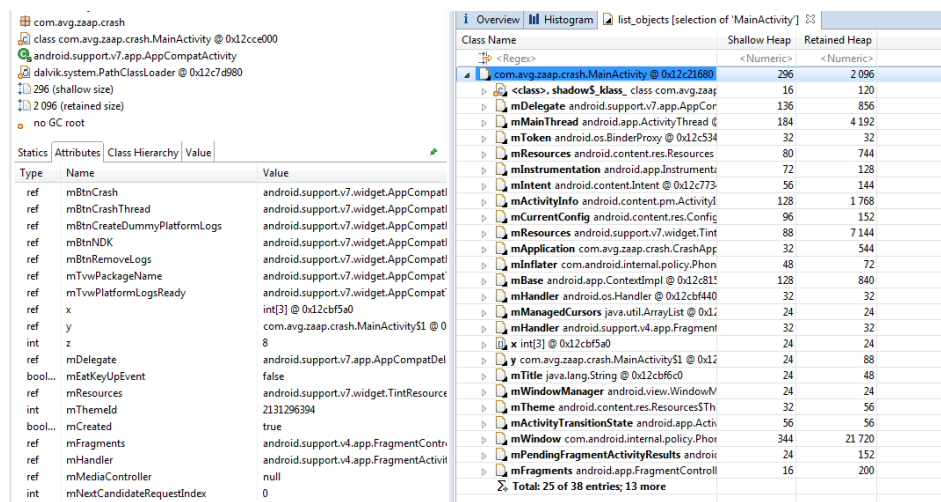 com.avg.zaap.crash
class com.avg.zaap.crash.MainActivity @ 0x12cce000
android.support.v7.app.AppCompatActivity
dalvik.system.PathClassLoader @ 0x12c7d980
296 (shallow size)
2 096 (retained size)
no GC root
Statics Attributes Class Hierarchy Value
Type Name Value
ref mBtnCrash android.support.v7.widget.AppCompatI
ref mBtnCrashThread android.support.v7.widget.AppCompatI
ref mBtnCreateDummyPlatformLogs android.support.v7.widget.AppCompatI
ref mBtnNDK android.support.v7.widget.AppCompatI
ref mBtnRemoveLogs android.support.v7.widget.AppCompatI
ref mTvwPackageName android.support.v7.widget.AppCompat
ref mTvwPlatformLogsReady android.support.v7.widget.AppCompat
ref x int[3] @ 0x12cbf5a0
ref y com.avg.zaap.crash.MainActivity$1 @ 0
int z 8
ref mDelegate android.support.v7.app.AppCompatDel
bool... mEatKeyUpEvent false
ref mResources android.support.v7.widget.TintResource
int mThemeId 2131296394
bool... mCreated true
ref mFragments android.support.v4.app.FragmentContr
ref mHandler android.support.v4.app.FragmentActivit
ref mMediaController null
int mNextCandidateRequestIndex 0
i Overview Histogram list_objects [selection of 'MainActivity']
Class Name Shallow Heap Retained Heap
<Regex> <Numeric> <Numeric>
com.avg.zaap.crash.MainActivity @ 0x12c21680 296 2 096
<class>, shadow$_klass_ class com.avg.zaap 16 120
mDelegate android.support.v7.app.AppCor 136 856
mMainThread android.app.ActivityThread @ 184 4 192
mToken android.os.BinderProxy @ 0x12c534 32 32
mResources android.content.res.Resources 80 744
mInstrumentation android.app.Instrumenta 72 128
mIntent android.content.Intent @ 0x12c773 56 144
mActivityInfo android.content.pm.ActivityI 128 1 768
mCurrentConfig android.content.res.Config 96 152
mResources android.support.v7.widget.Tint 88 7 144
mApplication com.avg.zaap.crash.CrashApp 32 544
mInflater com.android.internal.policy.Phon 48 72
mBase android.app.ContextImpl @ 0x12c815 128 840
mHandler android.os.Handler @ 0x12cbf440 32 32
mManagedCursors java.util.ArrayList @ 0x12 24 24
mHandler android.support.v4.app.Fragment 32 32
x int[3] @ 0x12cbf5a0 24 24
y com.avg.zaap.crash.MainActivity$1 @ 0x12 24 88
mTitle java.lang.String @ 0x12cbf6c0 24 48
mWindowManager android.view.WindowM 24 24
mTheme android.content.res.Resources$Th 32 56
mActivityTransitionState android.app.Activ 56 56
mWindow com.android.internal.policy.Phor 344 21 720
mPendingFragmentActivityResults androic 24 152
mFragments android.app.FragmentControll 16 200
Total: 25 of 38 entries; 13 more